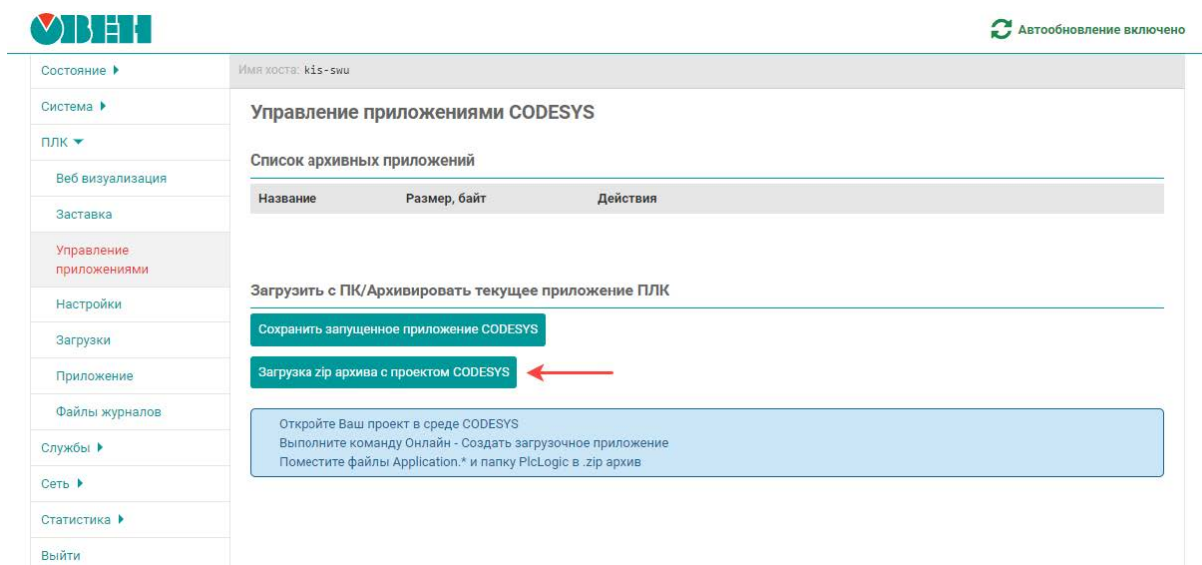 ОВЕН
Автообновление включено
Состояние
Имя хоста: kis-swu
Система
ПЛК
Веб визуализация
Заставка
Управление
приложениями
Настройки
Загрузки
Приложение
Файлы журналов
Службы
Сеть
Статистика
Выйти
Управление приложениями CODESYS
Список архивных приложений
Название Размер, байт Действия
Загрузить с ПК/Архивировать текущее приложение ПЛК
Сохранить запущенное приложение CODESYS
Загрузка zip архива с проектом CODESYS
Откройте Ваш проект в среде CODESYS
Выполните команду Онлайн - Создать загрузочное приложение
Поместите файлы Application.* и папку PlcLogic в .zip архив